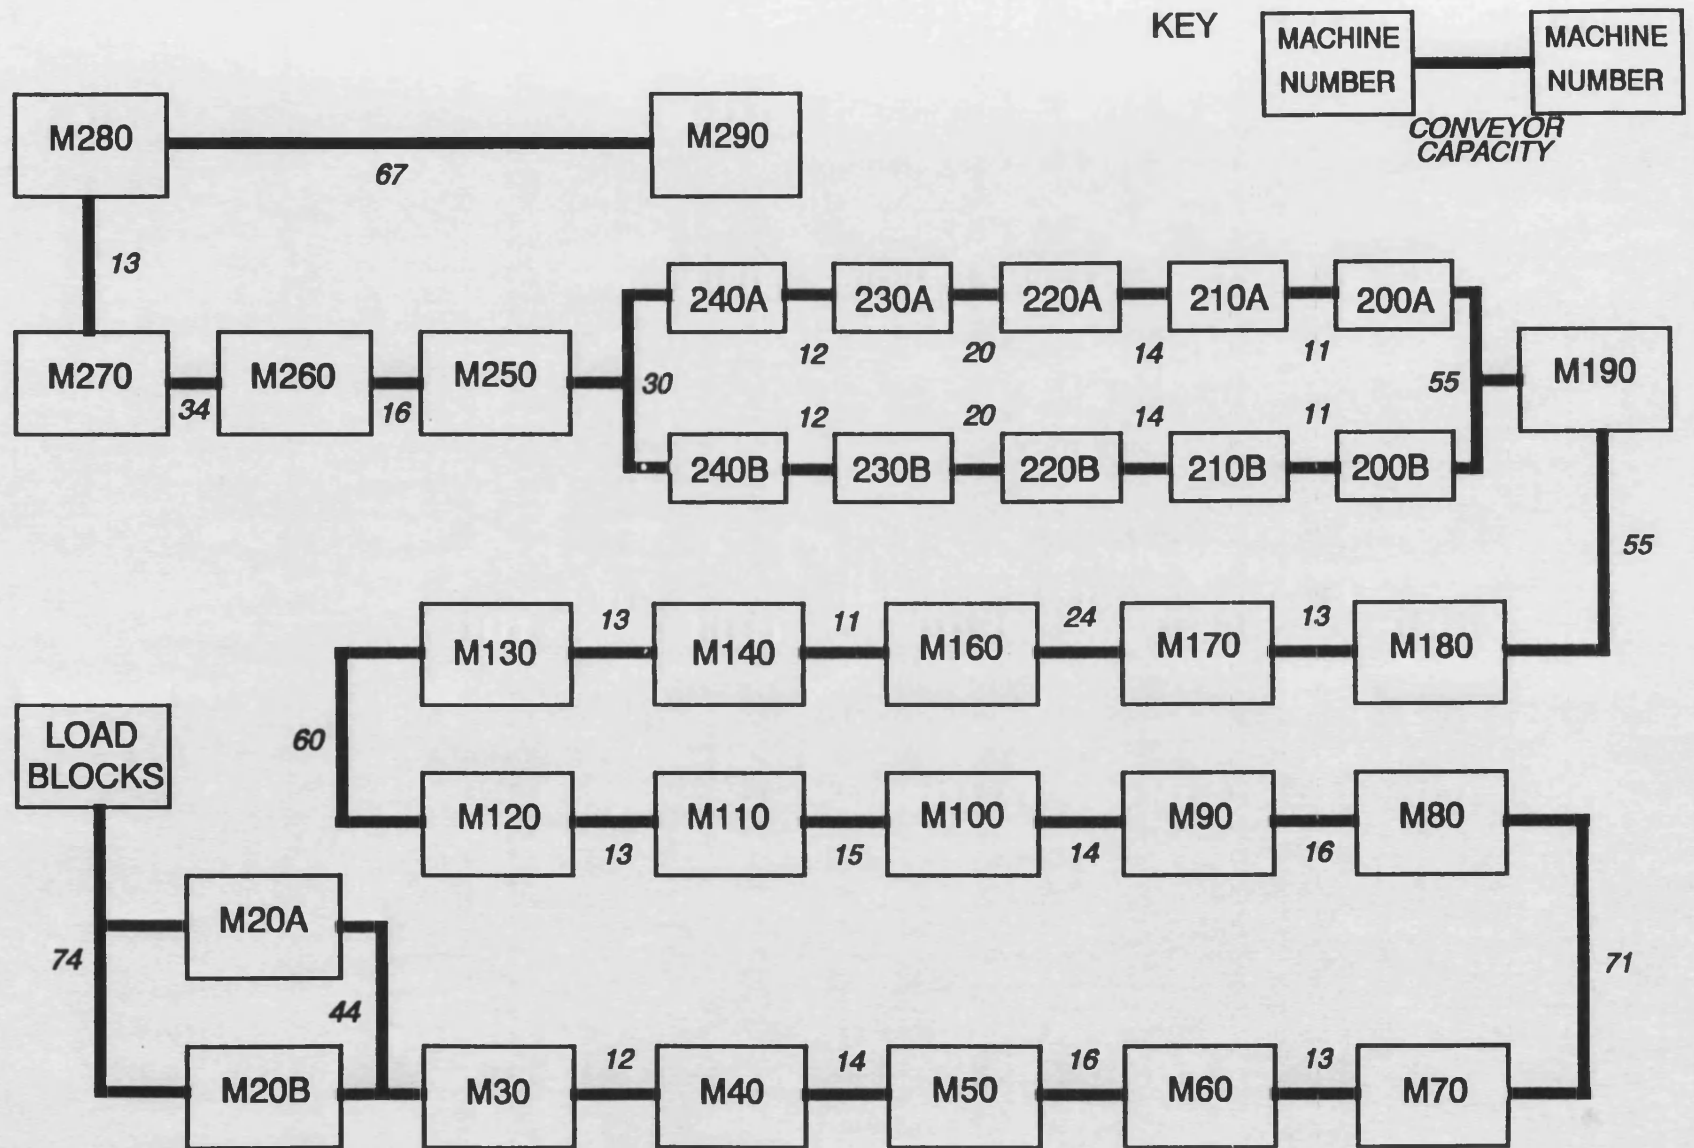 KEY
MACHINE NUMBER
MACHINE NUMBER
CONVEYOR
CAPACITY
M280
M290
67
13
240A
230A
220A
210A
200A
12
20
14
11
M270
M260
M250
M190
34
16
30
55
12
20
14
11
240B
230B
220B
210B
200B
55
M130
M140
M160
M170
M180
13
11
24
13
60
LOAD
BLOCKS
M120
M110
M100
M90
M80
13
15
14
16
M20A
74
44
71
M20B
M30
M40
M50
M60
M70
12
14
16
13